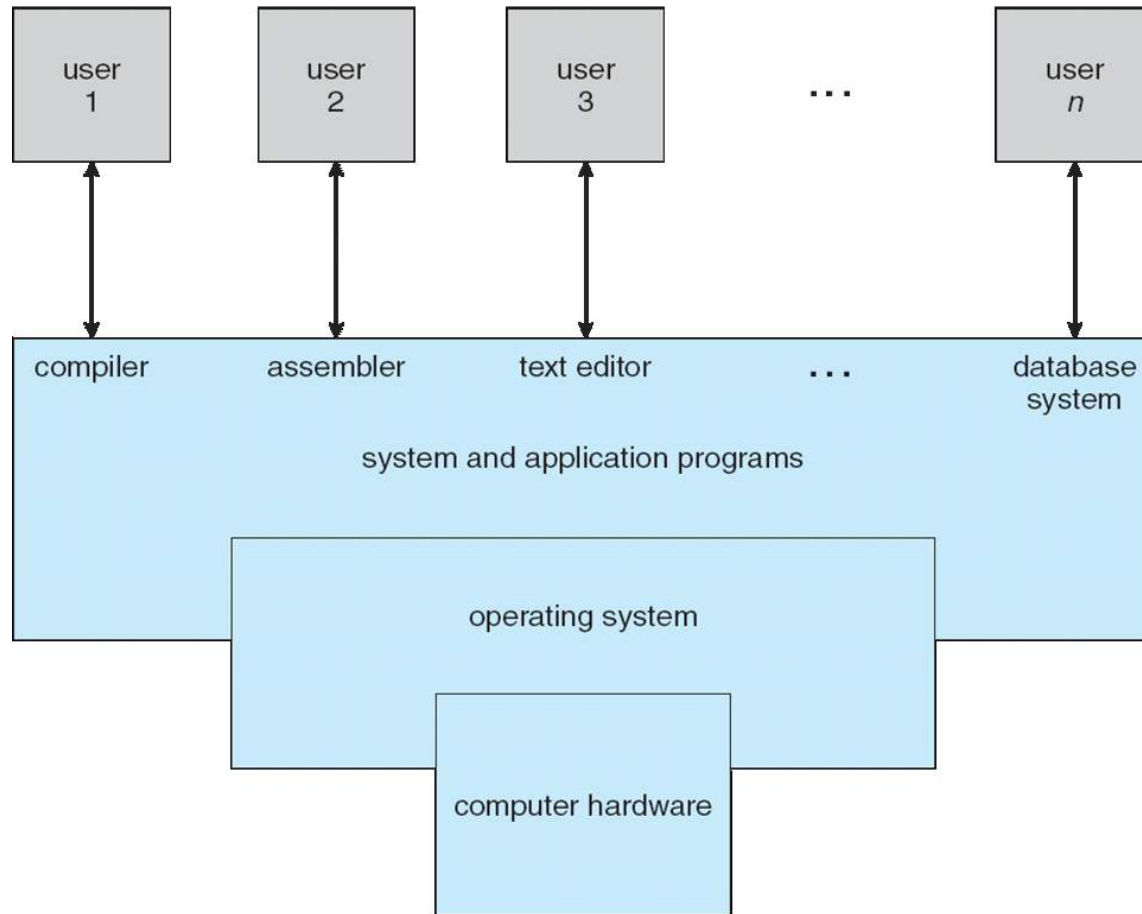 user
1
user
2
user
3
...
user
n
compiler
assembler
text editor
...
database
system
system and application programs
operating system
computer hardware